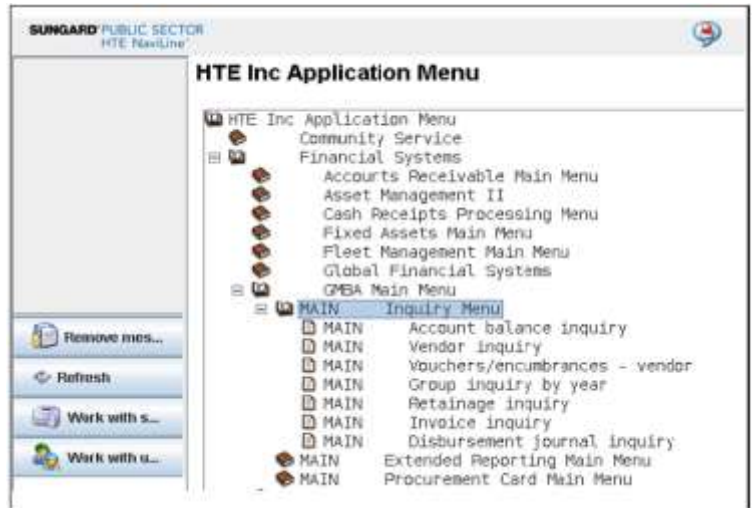 SUNGARD PUBLIC SECTOR
HTE NaviLine
HTE Inc Application Menu
HTE Inc Application Menu
Community Service
Financial Systems
Accounts Receivable Main Menu
Asset Management II
Cash Receipts Processing Menu
Fixed Assets Main Menu
Fleet Management Main Menu
Global Financial Systems
GMBA Main Menu
MAIN Inquiry Menu
MAIN Account balance inquiry
MAIN Vendor inquiry
MAIN Vouchers/encumbrances - vendor
MAIN Group inquiry by year
MAIN Retainage inquiry
MAIN Invoice inquiry
MAIN Disbursement journal inquiry
MAIN Extended Reporting Main Menu
MAIN Procurement Card Main Menu
Remove mes...
Refresh
Work with s...
Work with u...